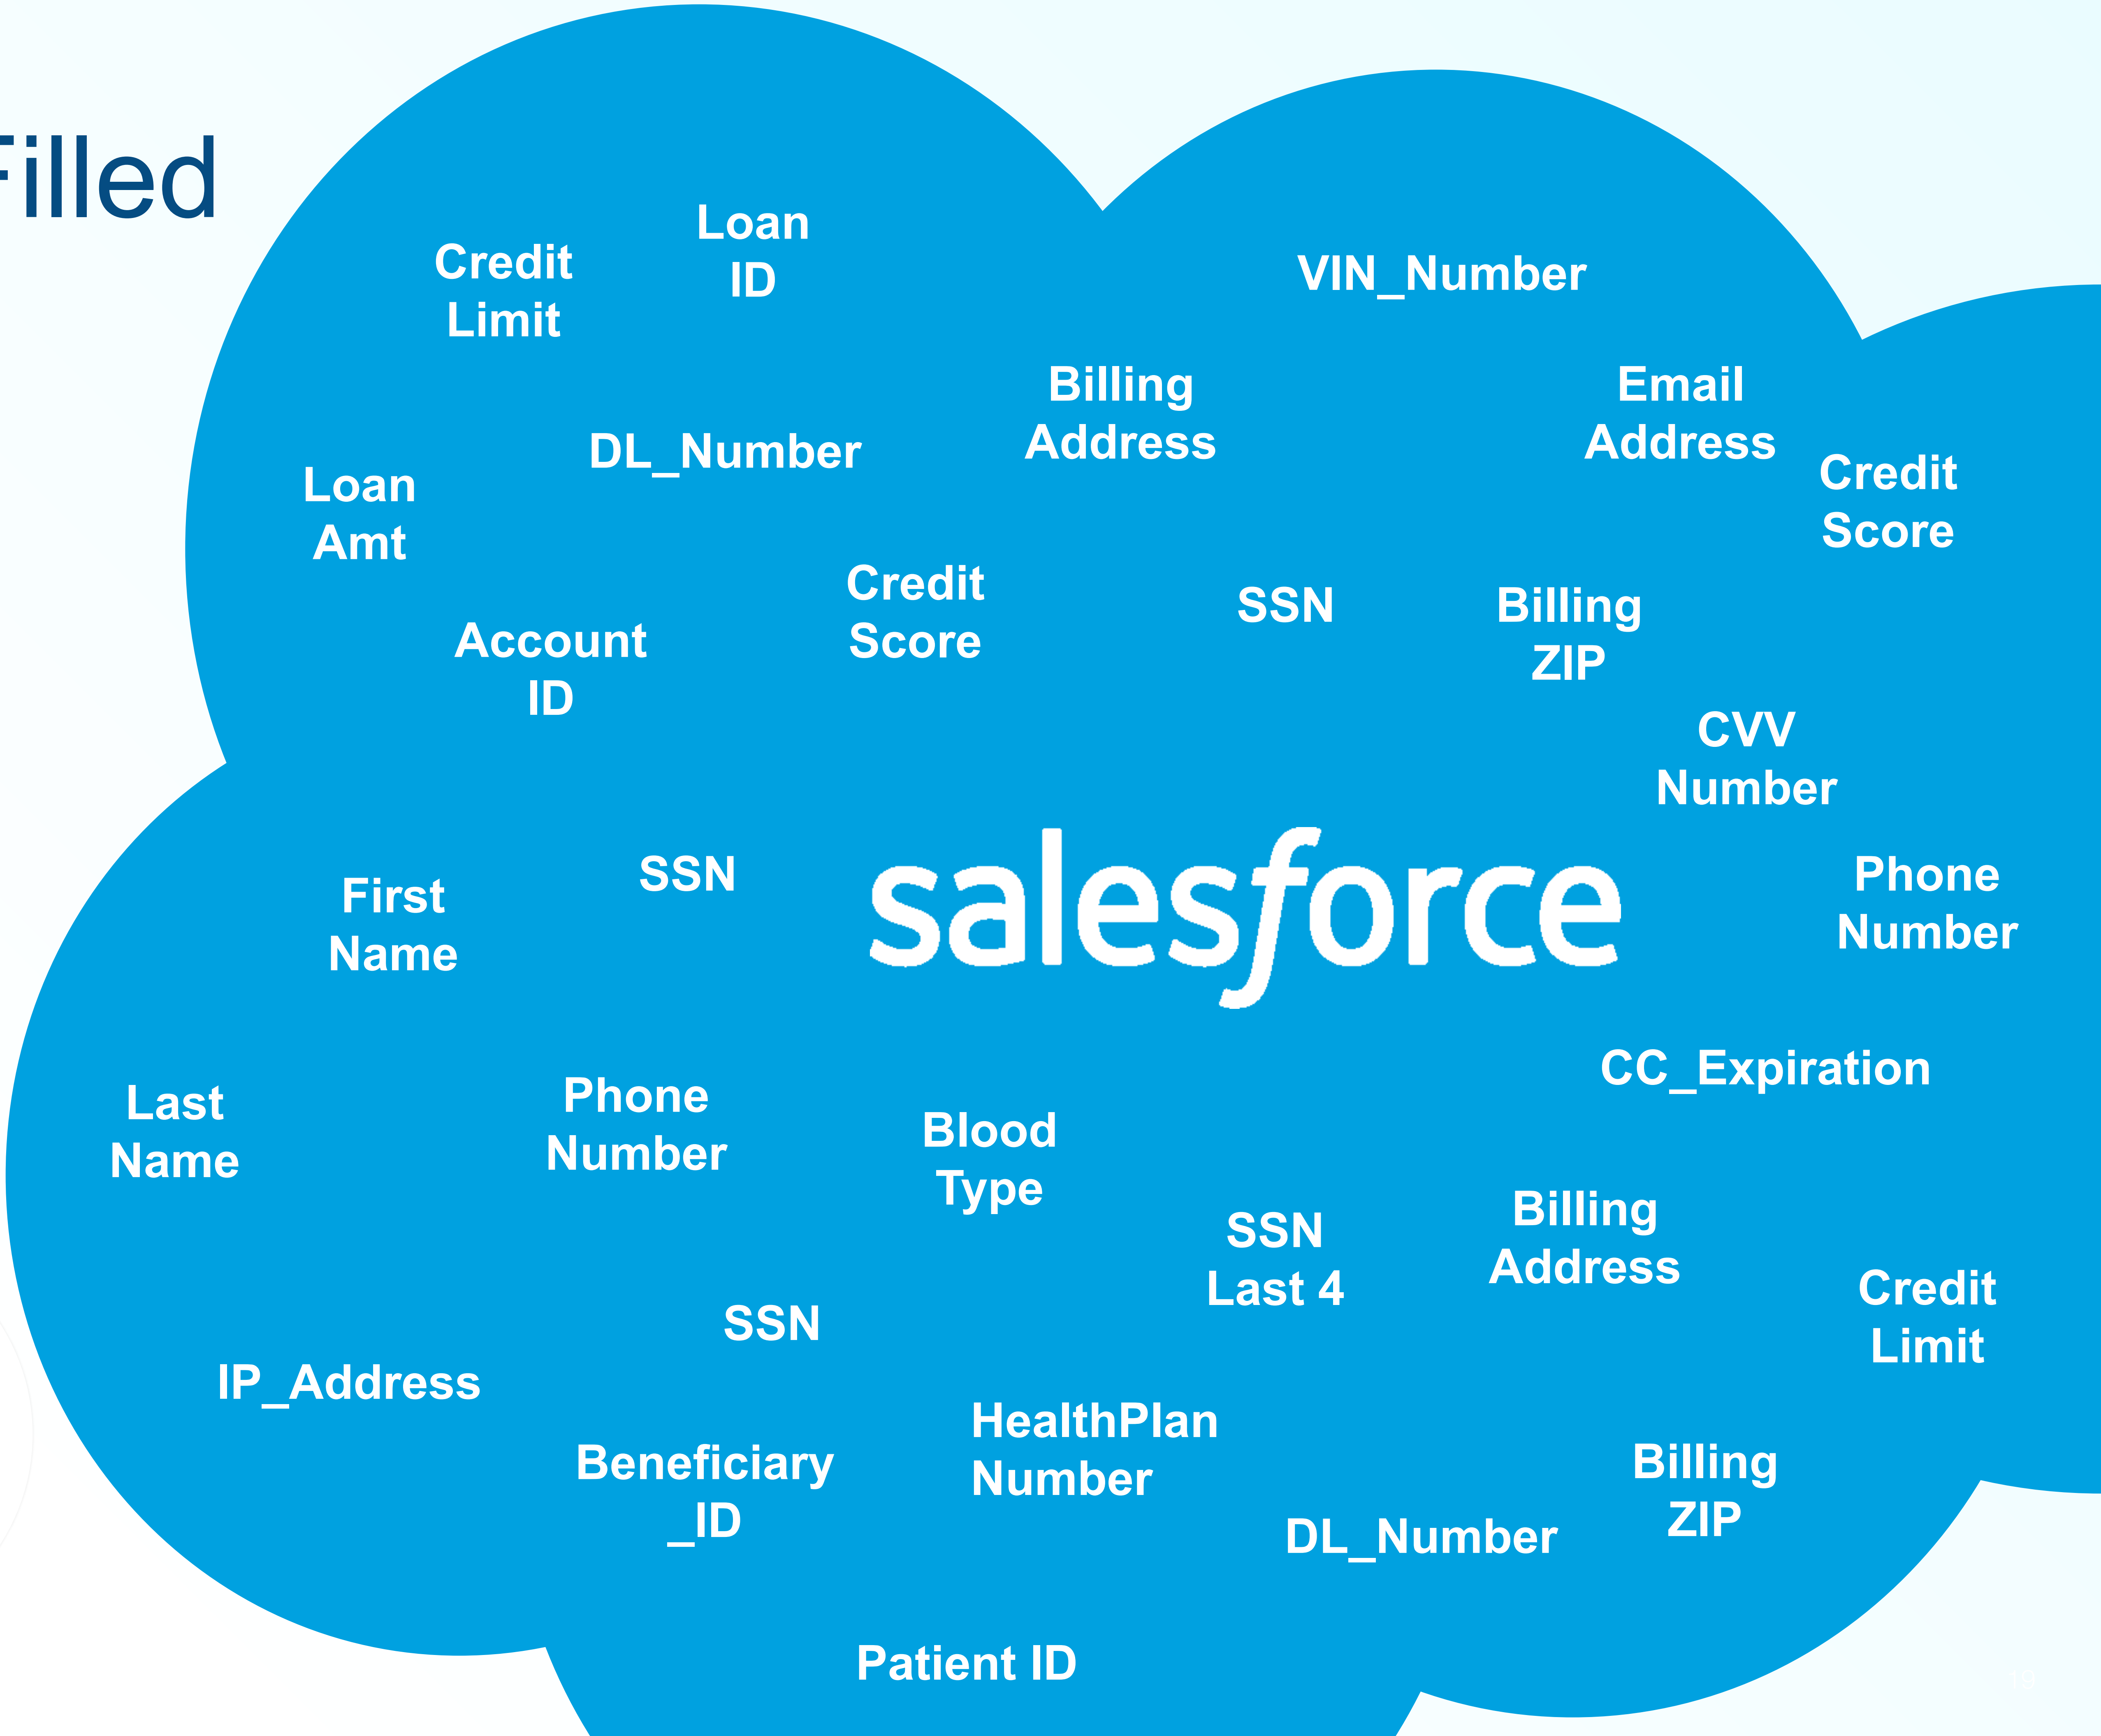 Filled
Loan
ID
Credit
Limit
VIN_Number
Billing
Address
Email
Address
DL_Number
Credit
Score
Loan
Amt
Credit
Score
SSN
Billing
ZIP
Account
ID
CVV
Number
salesforce
SSN
First
Name
Phone
Number
CC_Expiration
Last
Name
Phone
Number
Blood
Type
Billing
Address
SSN
Last 4
Credit
Limit
SSN
IP_Address
HealthPlan
Number
Beneficiary
_ID
Billing
ZIP
DL_Number
Patient ID